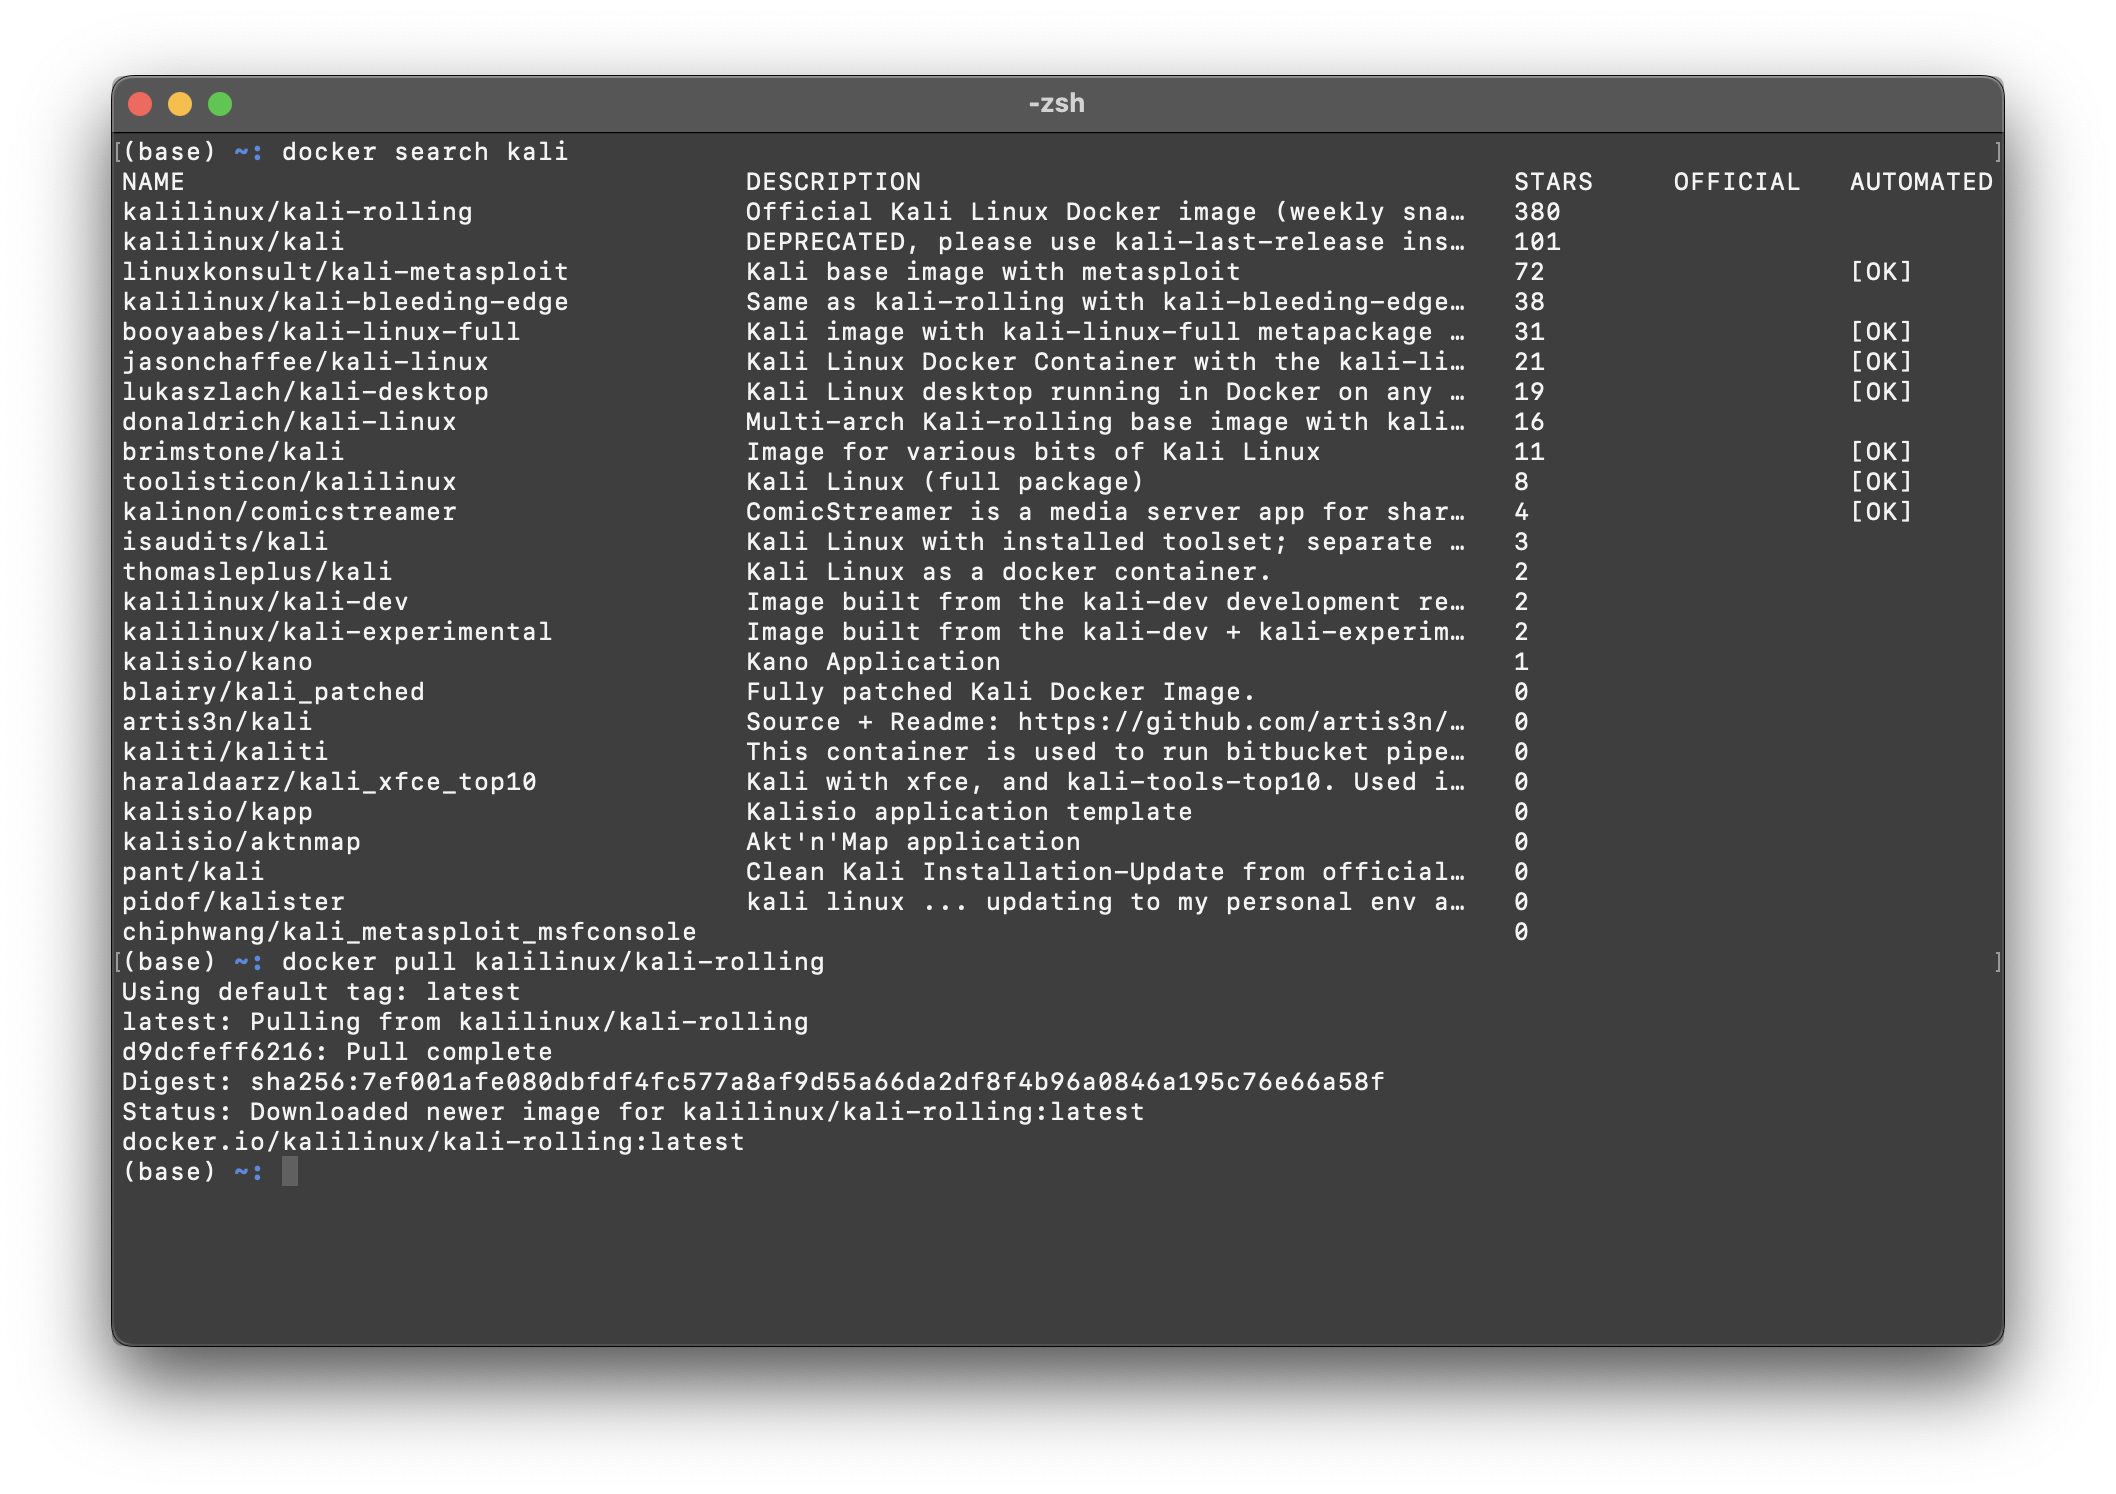 -zsh
[(base) ~: docker search kali ]
NAME DESCRIPTION STARS OFFICIAL AUTOMATED
kalilinux/kali-rolling Official Kali Linux Docker image (weekly sna… 380
kalilinux/kali DEPRECATED, please use kali-last-release ins… 101
linuxkonsult/kali-metasploit Kali base image with metasploit 72 [OK]
kalilinux/kali-bleeding-edge Same as kali-rolling with kali-bleeding-edge… 38
booyaabes/kali-linux-full Kali image with kali-linux-full metapackage … 31 [OK]
jasonchaffee/kali-linux Kali Linux Docker Container with the kali-li… 21 [OK]
lukaszlach/kali-desktop Kali Linux desktop running in Docker on any … 19 [OK]
donaldrich/kali-linux Multi-arch Kali-rolling base image with kali… 16
brimstone/kali Image for various bits of Kali Linux 11 [OK]
toolisticon/kalilinux Kali Linux (full package) 8 [OK]
kalinon/comicstreamer ComicStreamer is a media server app for shar… 4 [OK]
isaudits/kali Kali Linux with installed toolset; separate … 3
thomasleplus/kali Kali Linux as a docker container. 2
kalilinux/kali-dev Image built from the kali-dev development re… 2
kalilinux/kali-experimental Image built from the kali-dev + kali-experim… 2
kalisio/kano Kano Application 1
blairy/kali_patched Fully patched Kali Docker Image. 0
artis3n/kali Source + Readme: https://github.com/artis3n/… 0
kaliti/kaliti This container is used to run bitbucket pipe… 0
haraldaarz/kali_xfce_top10 Kali with xfce, and kali-tools-top10. Used i… 0
kalisio/kapp Kalisio application template 0
kalisio/aktnmap Akt'n'Map application 0
pant/kali Clean Kali Installation-Update from official… 0
pidof/kalister kali linux ... updating to my personal env a… 0
chiphwang/kali_metasploit_msfconsole 0
[(base) ~: docker pull kalilinux/kali-rolling ]
Using default tag: latest
latest: Pulling from kalilinux/kali-rolling
d9dcfeff6216: Pull complete
Digest: sha256:7ef001afe080dbfdf4fc577a8af9d55a66da2df8f4b96a0846a195c76e66a58f
Status: Downloaded newer image for kalilinux/kali-rolling:latest
docker.io/kalilinux/kali-rolling:latest
(base) ~: